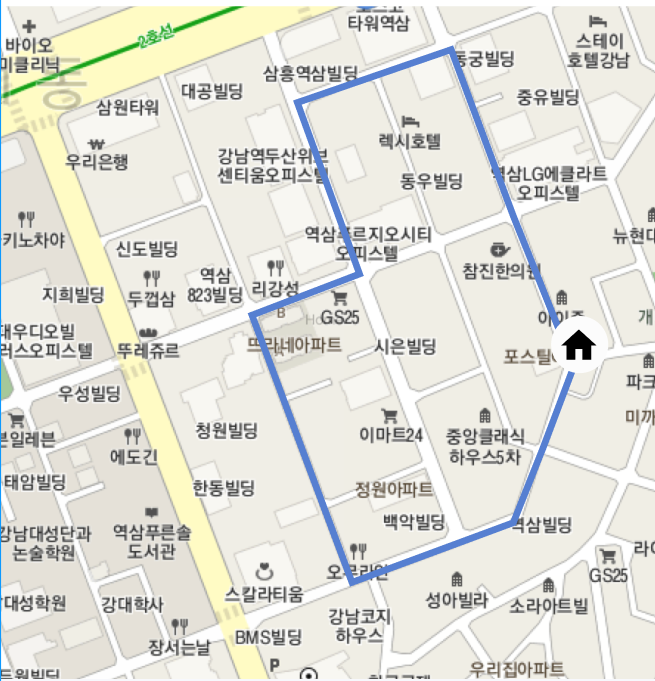 타워역삼
2호선
바이오
미클리닉
삼흥역삼빌딩
동궁빌딩
스테이
호텔강남
대공빌딩
삼원타워
중유빌딩
렉시호텔
우리은행
강남역두산위브
센티움오피스텔
동우빌딩
역삼LG에클라트
오피스텔
키노차야
신도빌딩
역삼푸르지오시티
오피스텔
뉴현대
참진한의원
지희빌딩
두껍삼
역삼
823빌딩
리강성
B
GS25
아이존
개
대우디오빌
러스오피스텔
뚜레쥬르
뜨라네아파트
시은빌딩
포스틸
파크
우성빌딩
미까
본일레븐
청원빌딩
이마트24
중앙클래식
하우스5차
에도긴
태암빌딩
한동빌딩
정원아파트
백악빌딩
역삼빌딩
강남대성단과
논술학원
역삼푸른솔
도서관
오무라안
라이
GS25
대성학원
강대학사
스칼라티움
성아빌라
소라아트빌
강남코지
하우스
장서는날
BMS빌딩
P
우리집아파트